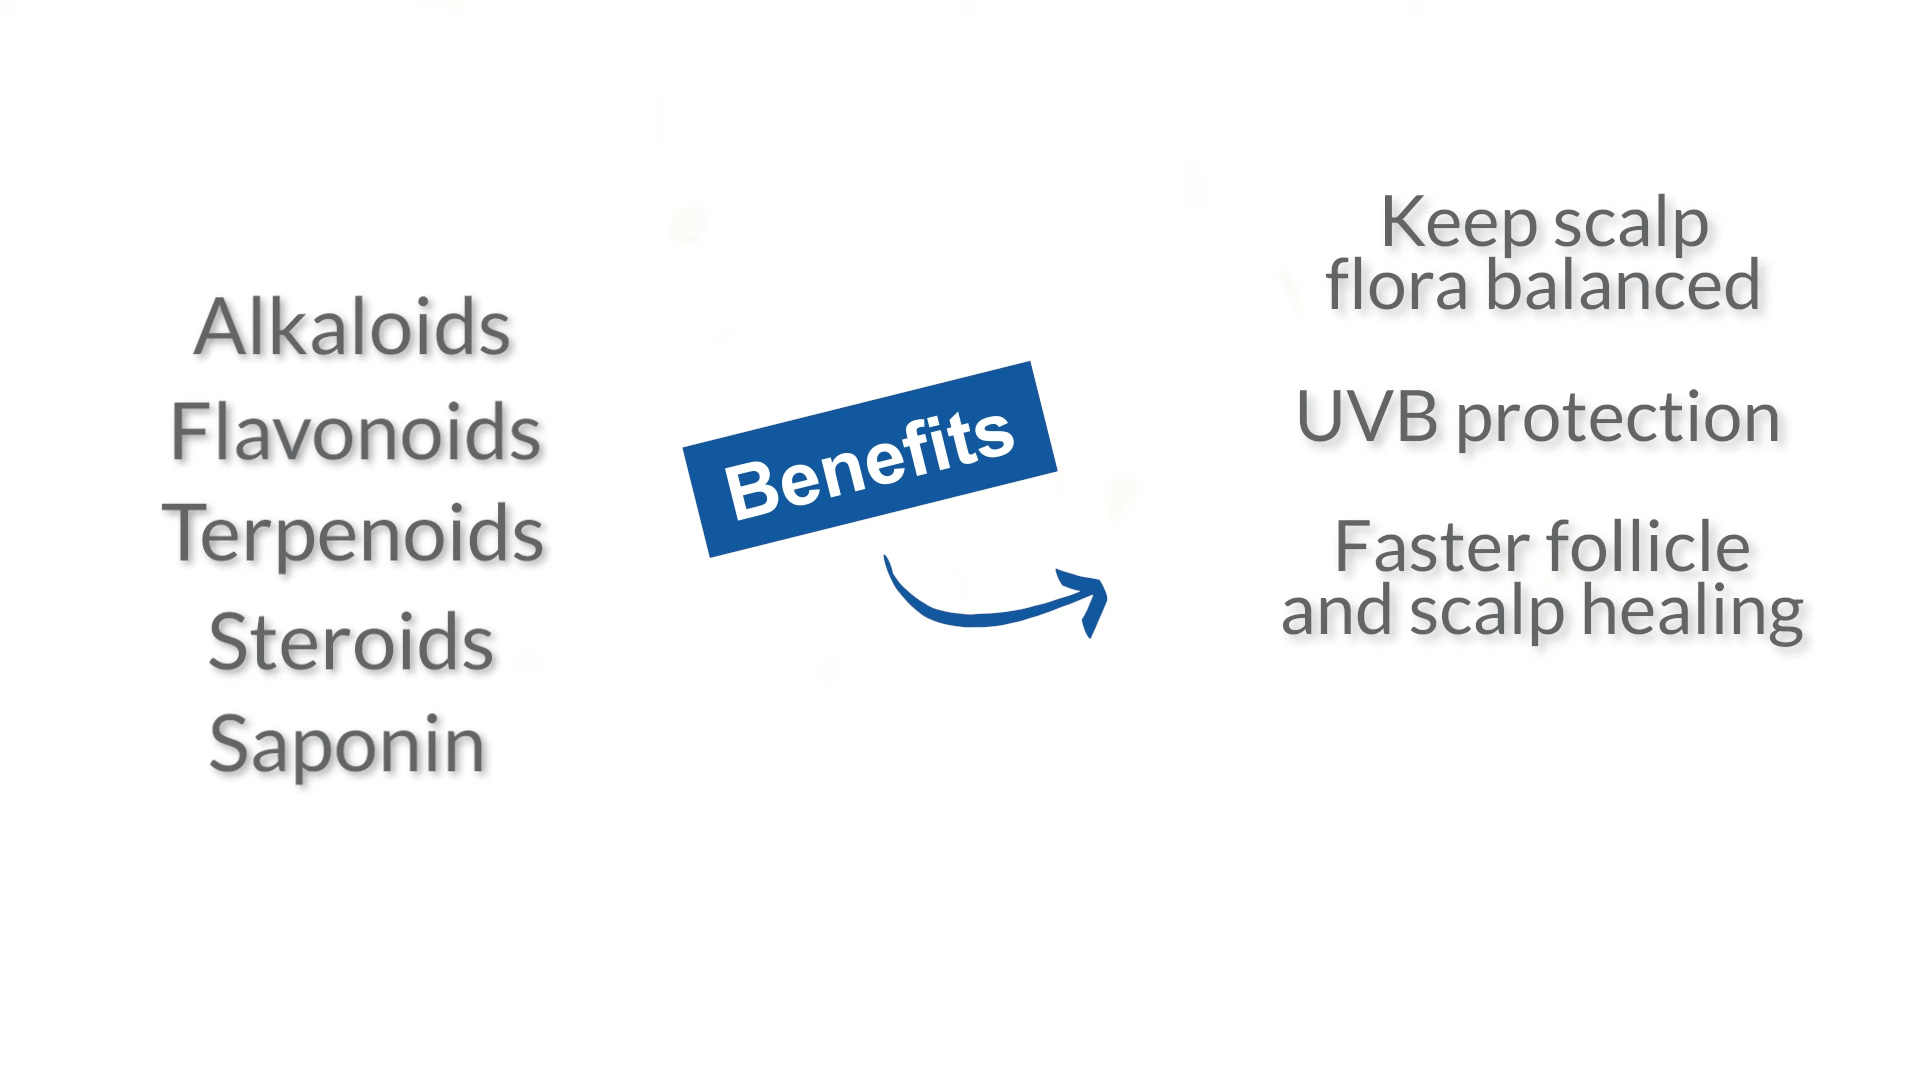 Alkaloids
Flavonoids
Terpenoids
Steroids
Saponin
Benefits
Keep scalp
flora balanced
UVB protection
Faster follicle
and scalp healing